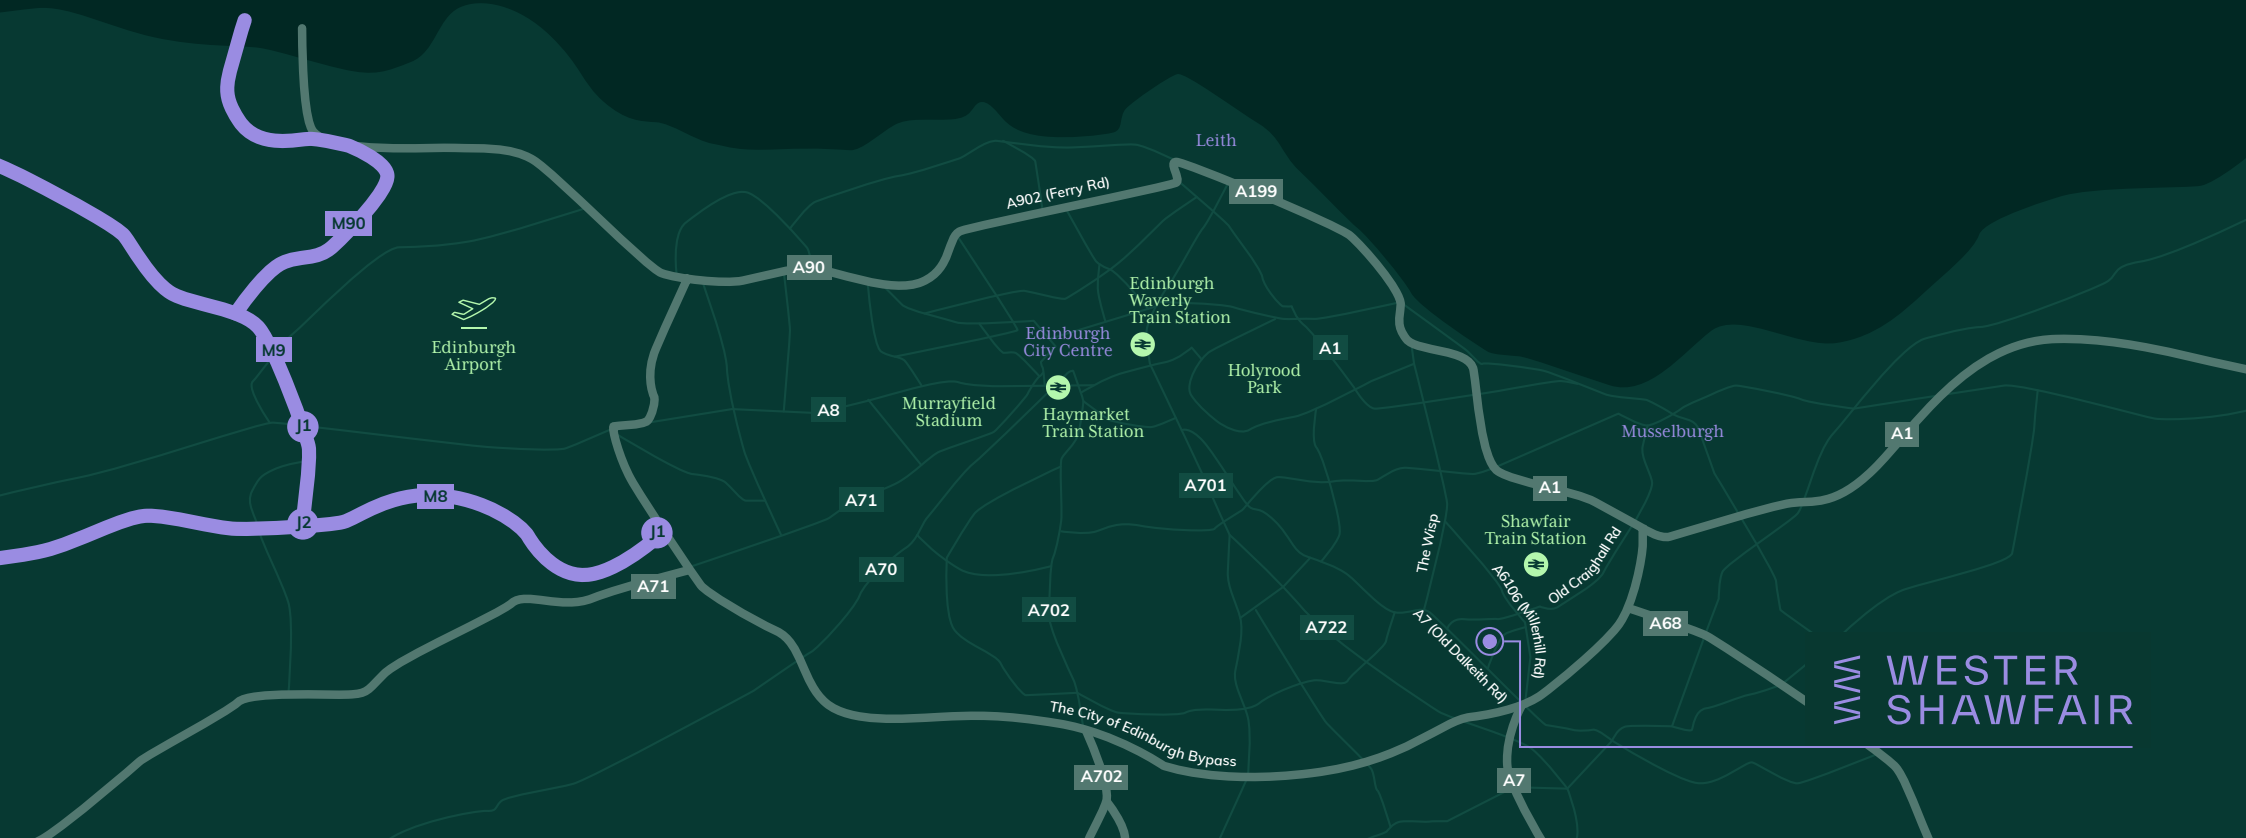 Leith
A902 (Ferry Rd)
A199
M90
A90
Edinburgh
Waverly
Train Station
Edinburgh
City Centre
M9
Edinburgh
Airport
A1
Holyrood
Park
A8
Murrayfield
Stadium
Haymarket
Train Station
J1
Musselburgh
A1
M8
A71
A701
A1
J2
J1
Shawfair
Train Station
The Wisp
Old Craighall Rd
A70
A71
A6106 (Millerhill Rd)
A702
A722
A68
A7 (Old Dalkeith Rd)
WESTER
SHAWFAIR
The City of Edinburgh Bypass
A702
A7